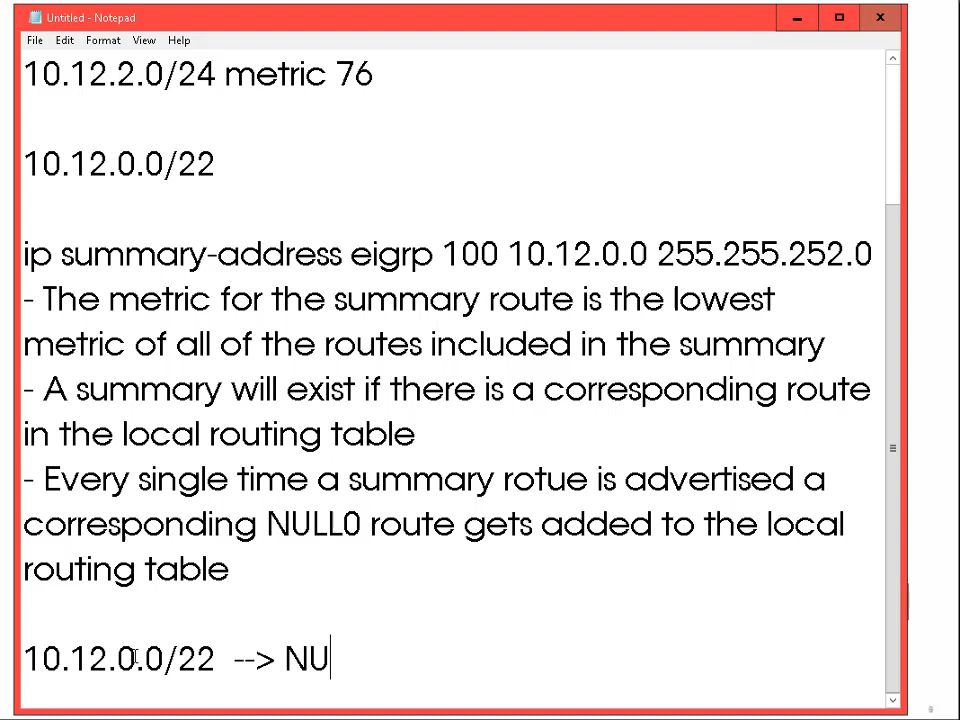 Untitled - Notepad
File Edit Format View Help
10.12.2.0/24 metric 76
10.12.0.0/22
ip summary-address eigrp 100 10.12.0.0 255.255.252.0
- The metric for the summary route is the lowest
metric of all of the routes included in the summary
- A summary will exist if there is a corresponding route
in the local routing table
- Every single time a summary rotue is advertised a
corresponding NULL0 route gets added to the local
routing table
10.12.0.0/22 --> NU